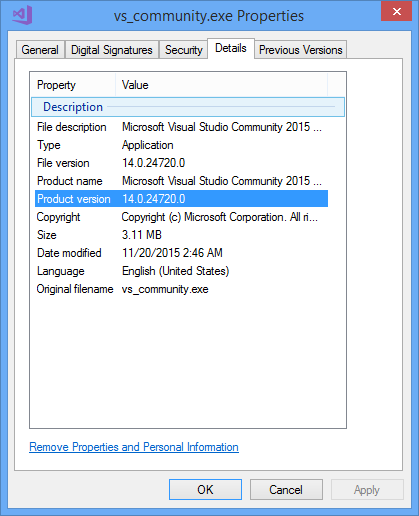 vs_community.exe Properties
General Digital Signatures Security Details Previous Versions
Property Value
Description
File description Microsoft Visual Studio Community 2015 ...
Type Application
File version 14.0.24720.0
Product name Microsoft Visual Studio Community 2015 ...
Product version 14.0.24720.0
Copyright Copyright (c) Microsoft Corporation. All ri...
Size 3.11 MB
Date modified 11/20/2015 2:46 AM
Language English (United States)
Original filename vs_community.exe
Remove Properties and Personal Information
OK Cancel Apply